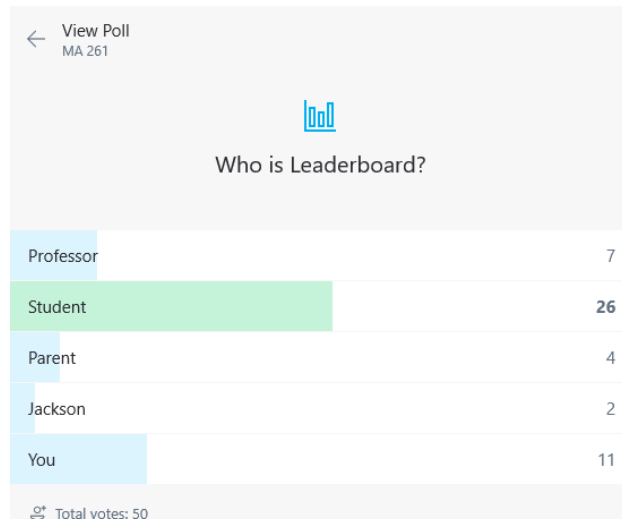 View Poll
MA 261
Who is Leaderboard?
Professor 7
Student 26
Parent 4
Jackson 2
You 11
Total votes: 50